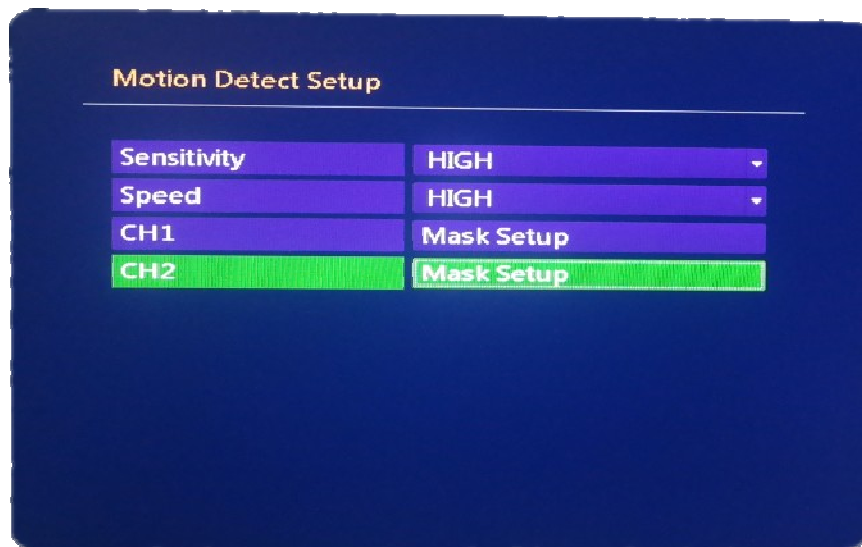 Motion Detect Setup
Sensitivity HIGH
Speed HIGH
CH1 Mask Setup
CH2 Mask Setup